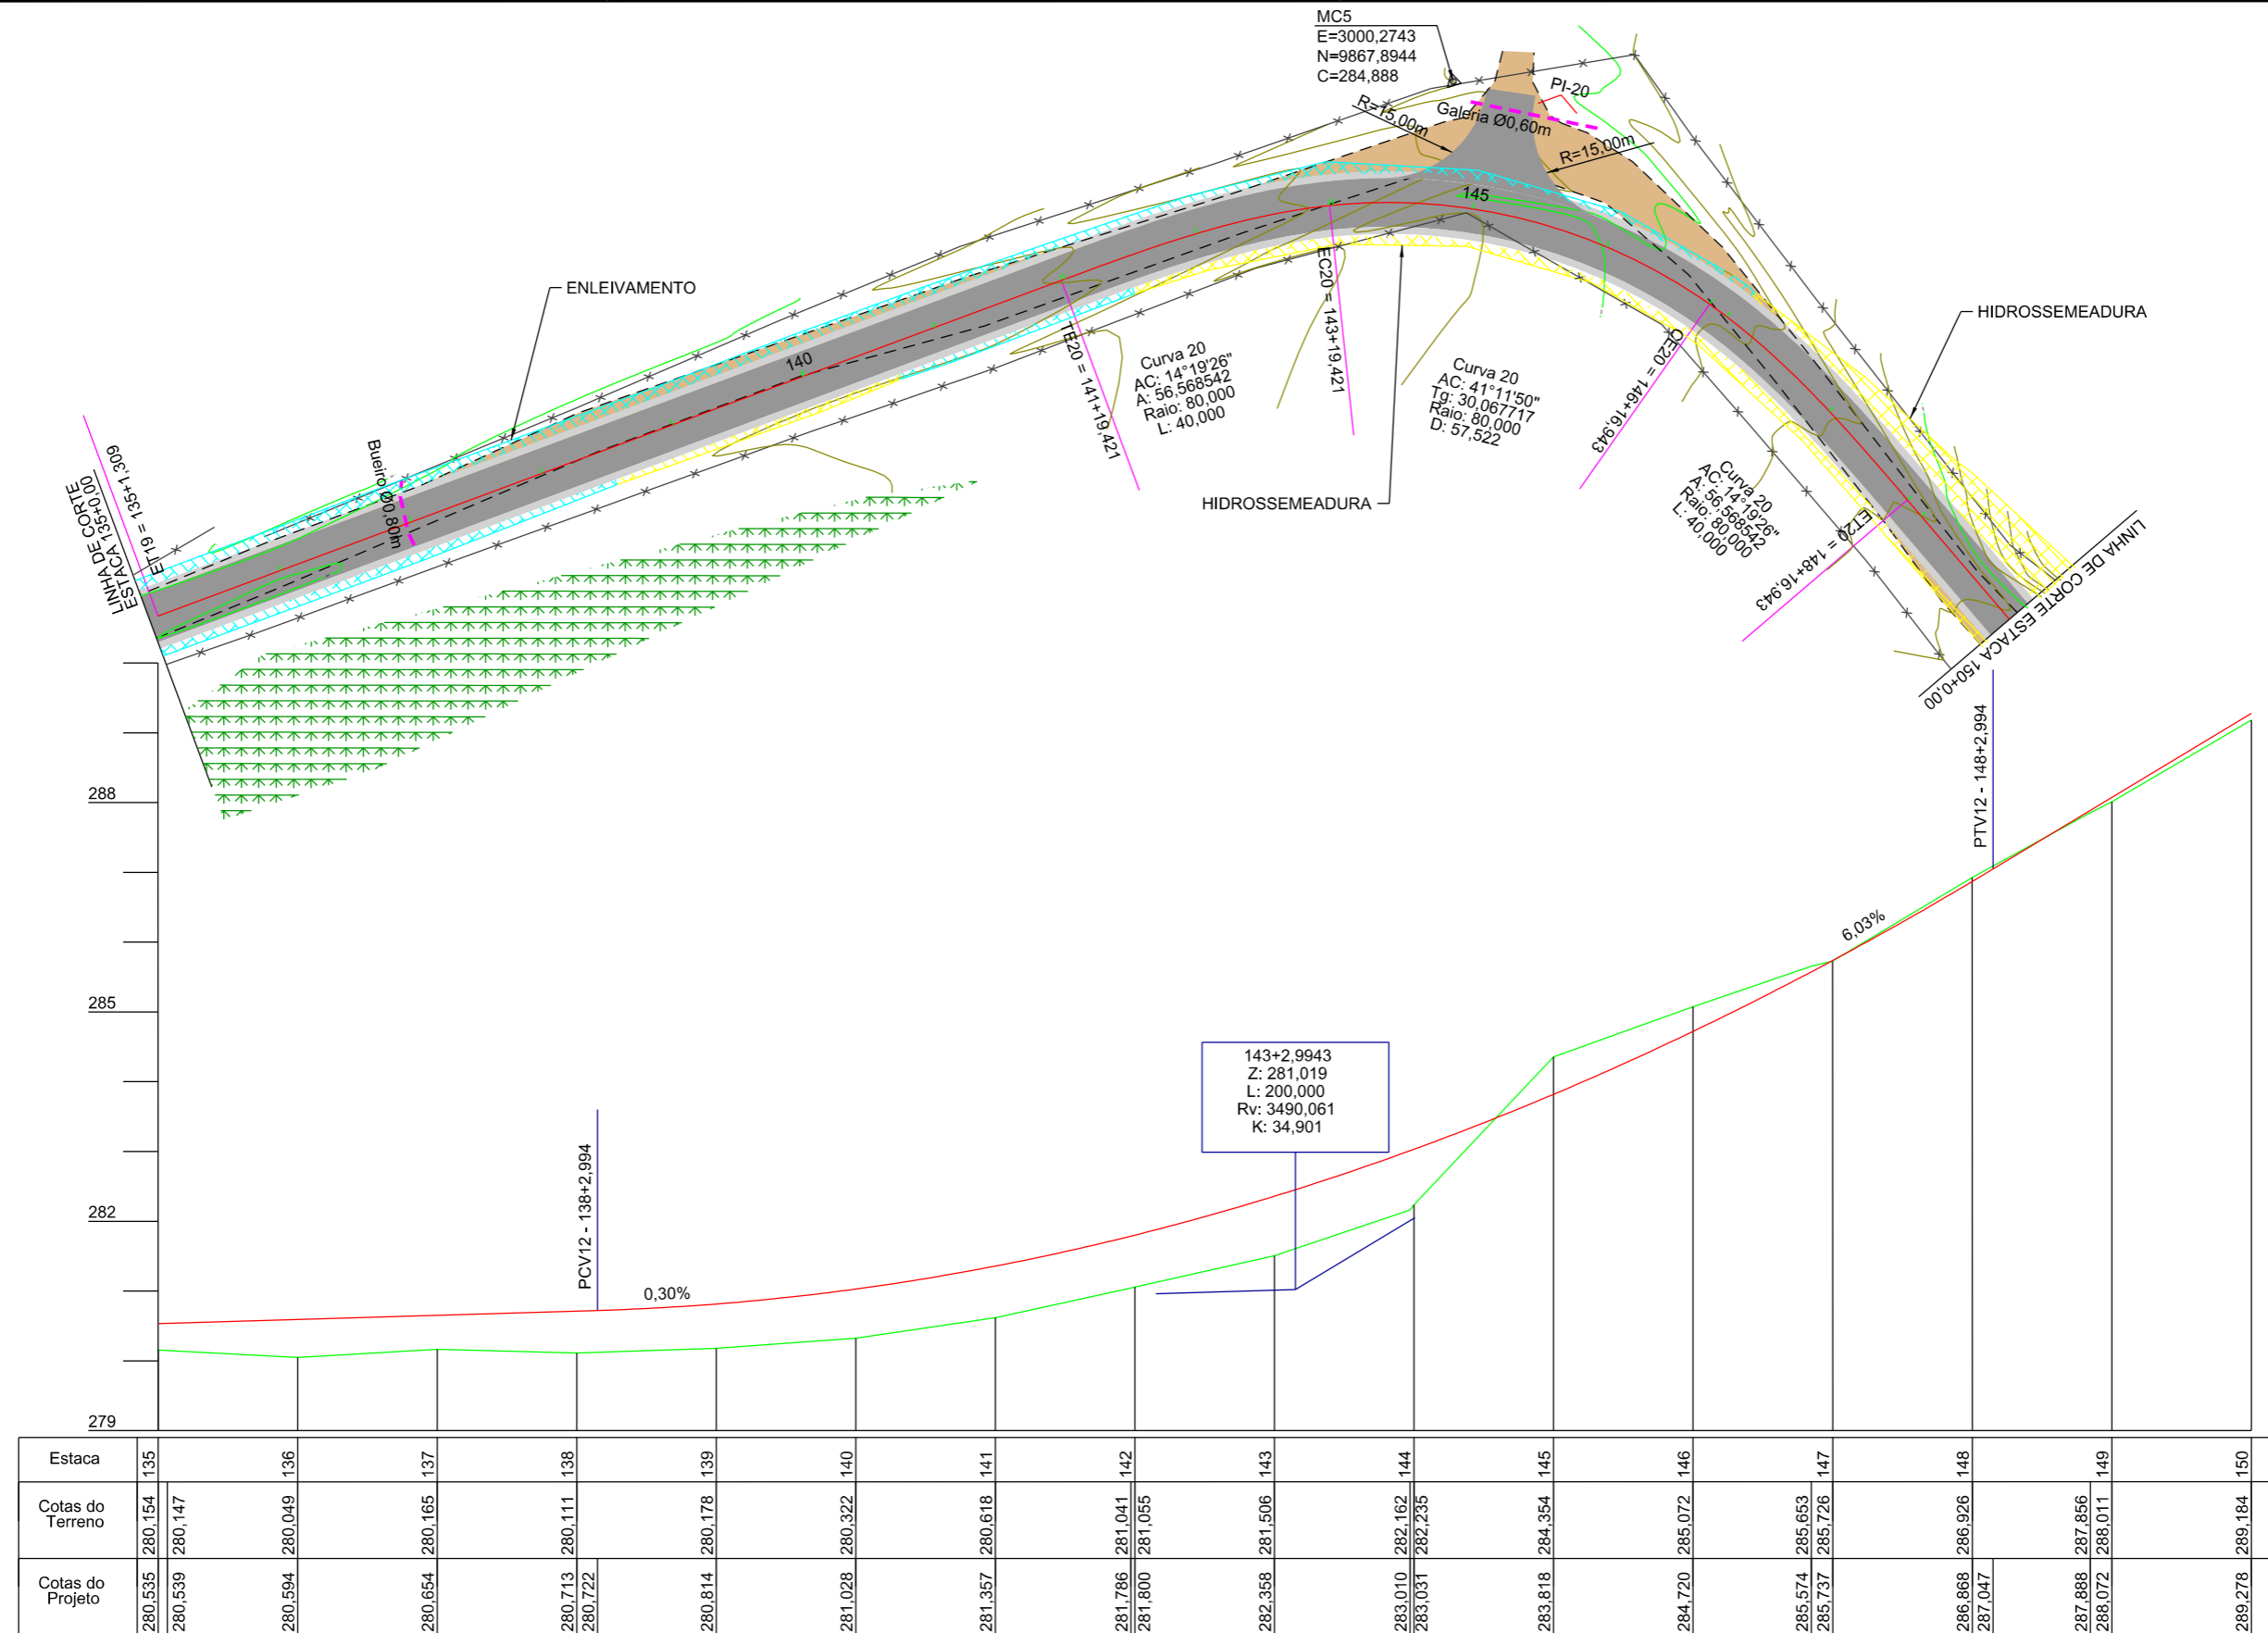 MC5
E=3000,2743
N=9867,8944
C=284,888
PI-20
R=15,00m
Galeria Ø0,60m
R=15,00m
145
ENLEIVAMENTO
HIDROSSEMEADURA
140
EC20 = 143+19,421
TE20 = 141+19,421
Curva 20
AC: 14°19'26"
A: 56,568542
Raio: 80,000
L: 40,000
Curva 20
AC: 41°11'50"
Tg: 30,067717
Raio: 80,000
D: 57,522
CE20 = 146+16,943
Curva 20
AC: 14°19'26"
A: 56,568542
Raio: 80,000
L: 40,000
ET20 = 148+16,943
HIDROSSEMEADURA
Bueiro Ø0,80m
LINHA DE CORTE
ESTACA 135+0,00
ET19 = 135+1,309
LINHA DE CORTE ESTACA 150+0,00
PTV12 - 148+2,994
288
285
282
279
6,03%
143+2,9943
Z: 281,019
L: 200,000
Rv: 3490,061
K: 34,901
PCV12 - 138+2,994
0,30%
Estaca 135 136 137 138 139 140 141 142 143 144 145 146 147 148 149 150
Cotas do
Terreno
280,154 280,147 280,049 280,165 280,111 280,178 280,322 280,618 281,041 281,055 281,506 282,162 282,235 284,354 285,072 285,653 285,726 286,926 287,856 288,011 289,184
Cotas do
Projeto
280,535 280,539 280,594 280,654 280,713 280,722 280,814 281,028 281,357 281,786 281,800 282,358 283,010 283,031 283,818 284,720 285,574 285,737 286,868 287,047 287,888 288,072 289,278